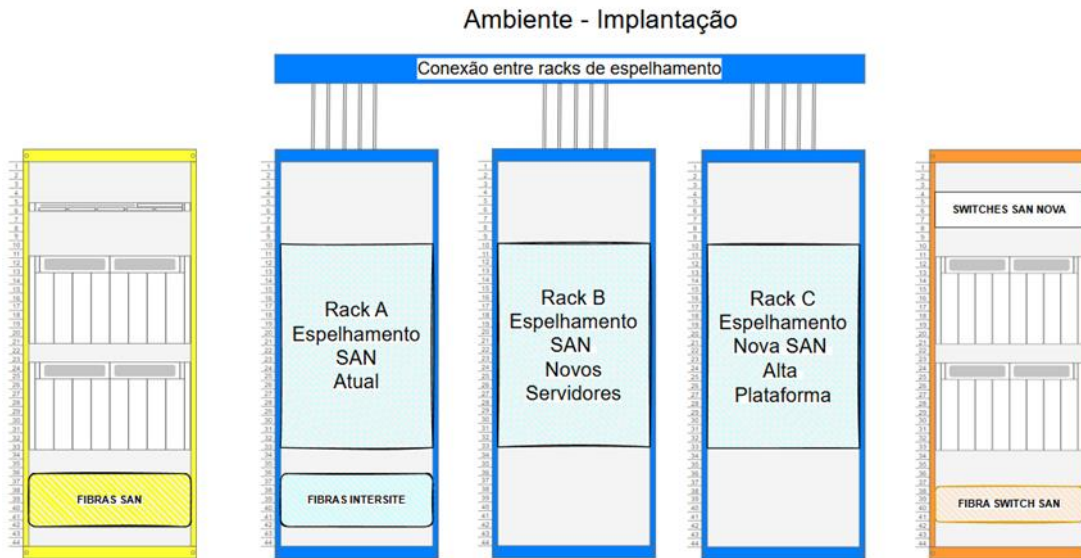 Ambiente - Implantação
Conexão entre racks de espelhamento
SWITCHES SAN NOVA
Rack A
Espelhamento
SAN
Atual
Rack B
Espelhamento
SAN
Novos
Servidores
Rack C
Espelhamento
Nova SAN
Alta
Plataforma
FIBRAS SAN
FIBRAS INTERSITE
FIBRA SWITCH SAN